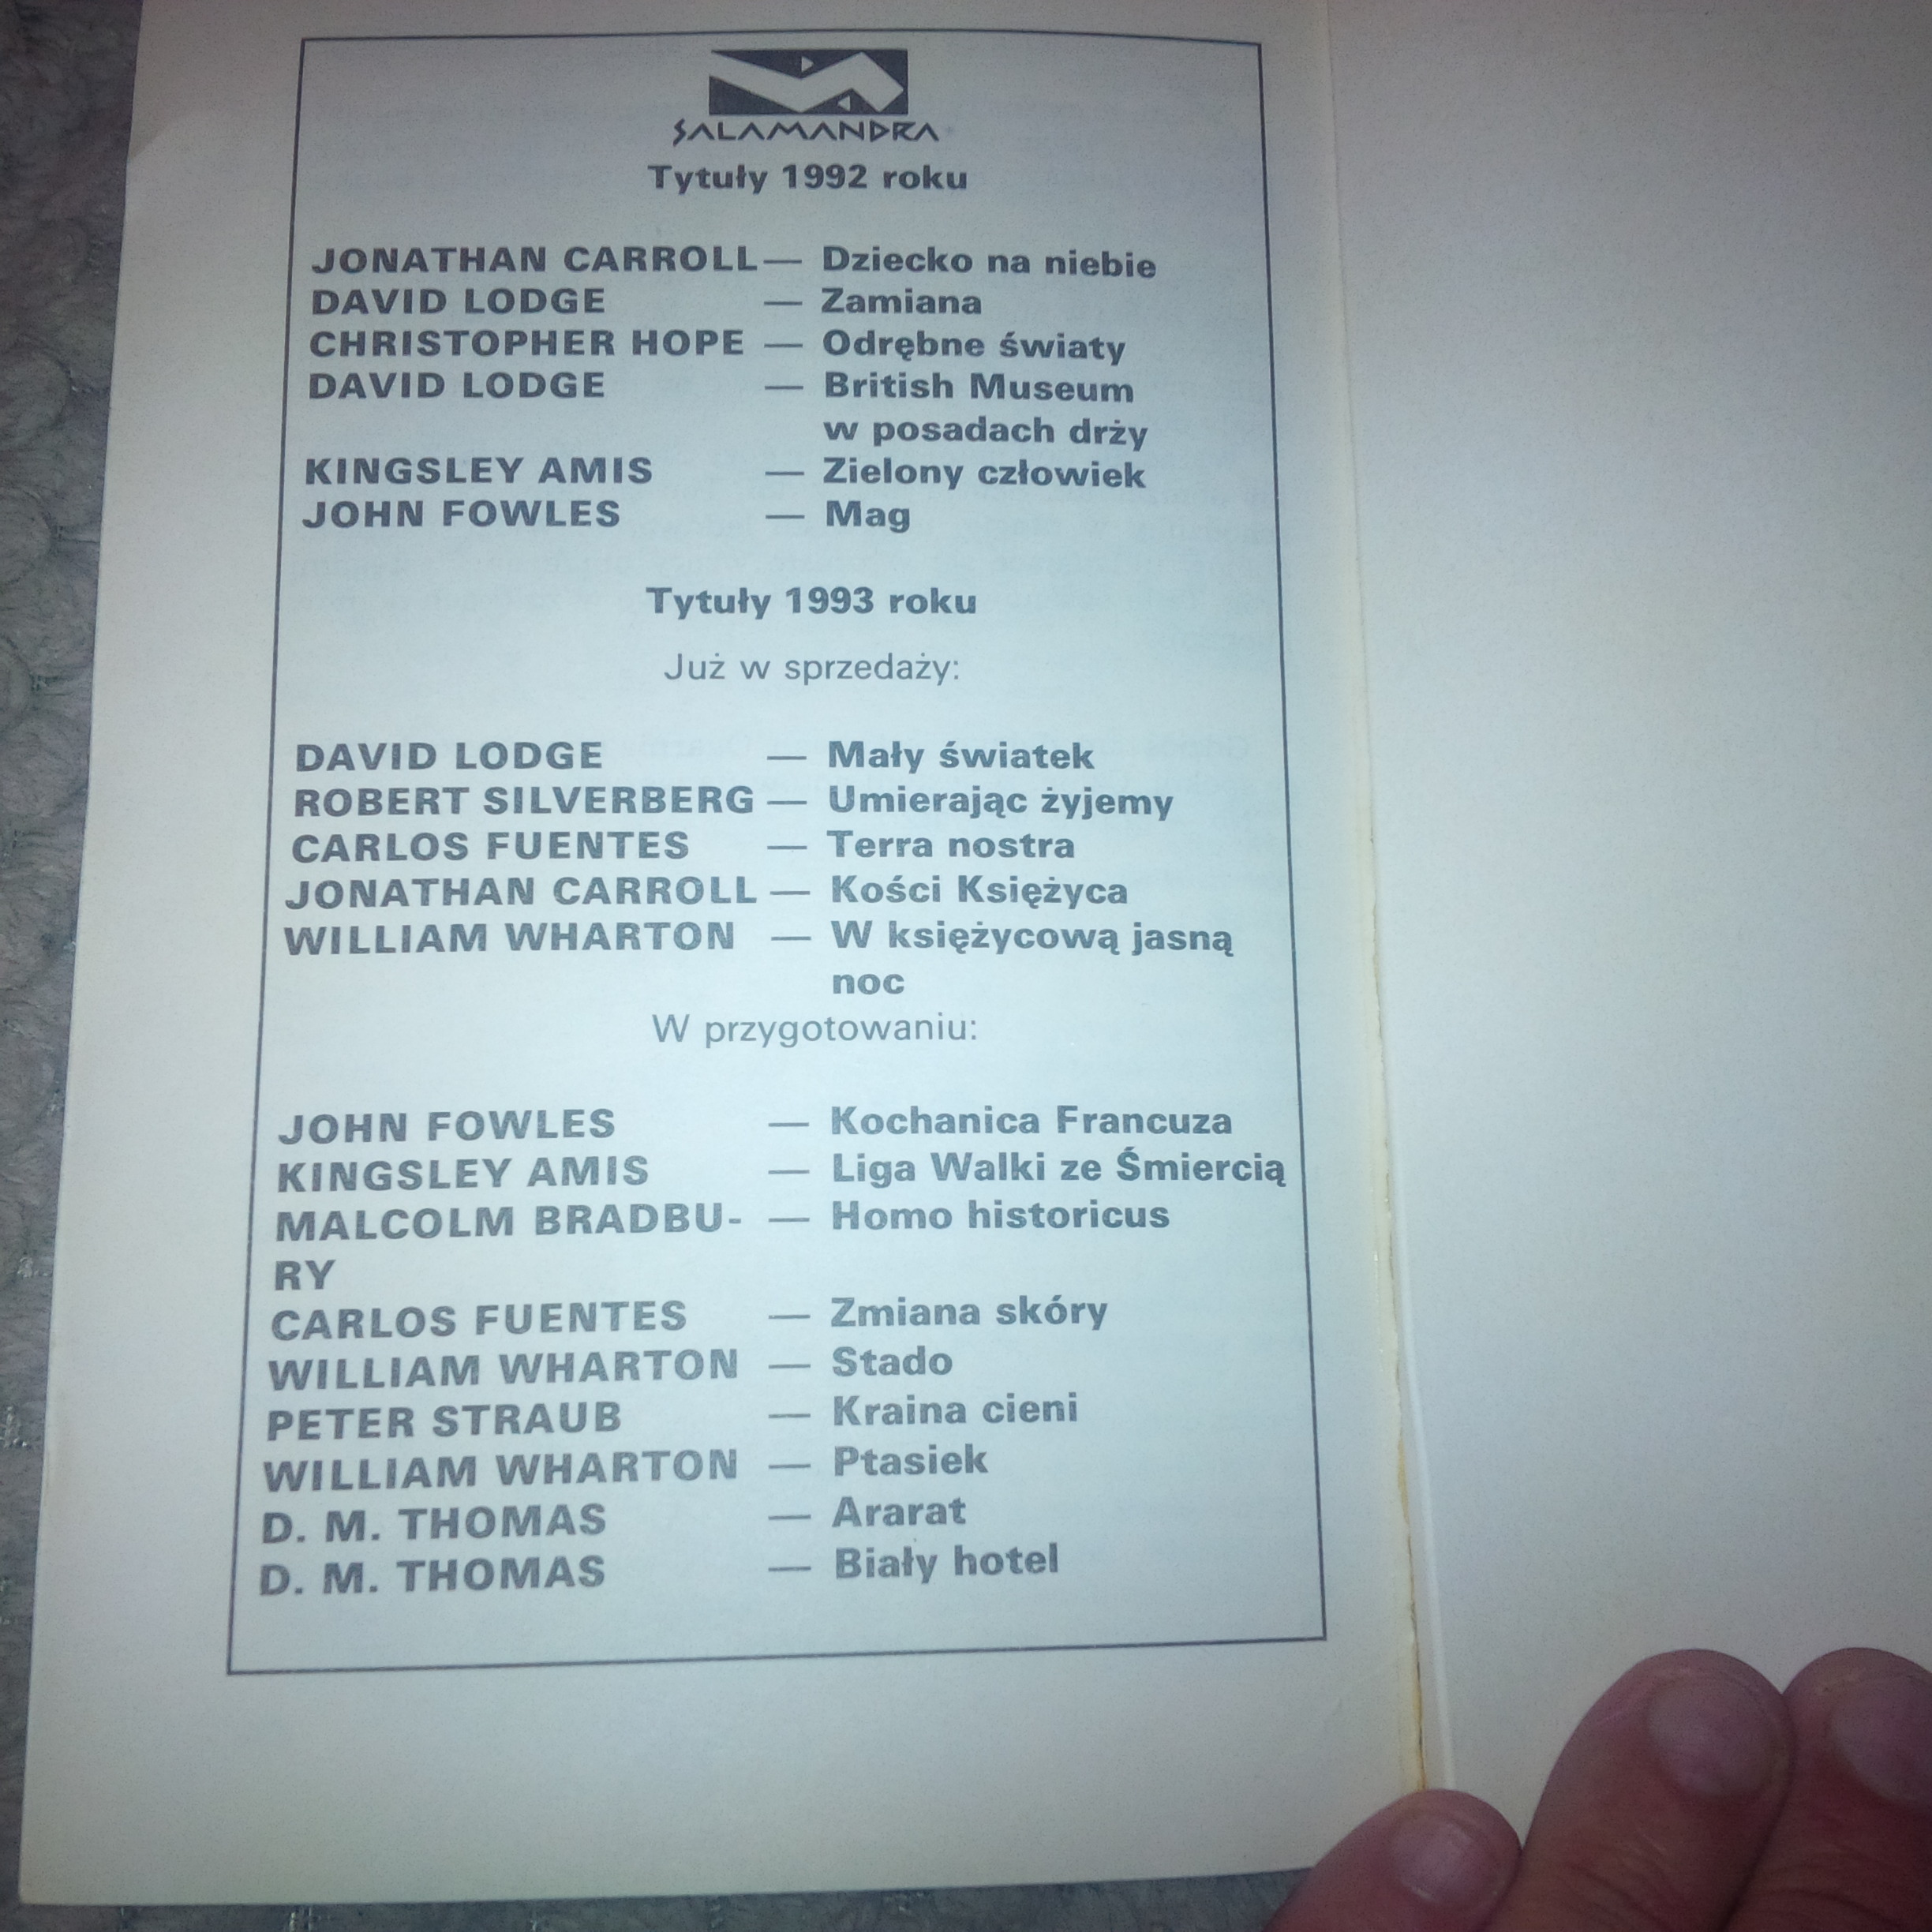 SALAMANDRA
Tytuły 1992 roku
JONATHAN CARROLL — Dziecko na niebie
DAVID LODGE — Zamiana
CHRISTOPHER HOPE — Odrębne światy
DAVID LODGE — British Museum
w posadach drży
KINGSLEY AMIS — Zielony człowiek
JOHN FOWLES — Mag
Tytuły 1993 roku
Już w sprzedaży:
DAVID LODGE — Mały światek
ROBERT SILVERBERG — Umierając żyjemy
CARLOS FUENTES — Terra nostra
JONATHAN CARROLL — Kości Księżyca
WILLIAM WHARTON — W księżycową jasną
noc
W przygotowaniu:
JOHN FOWLES — Kochanica Francuza
KINGSLEY AMIS — Liga Walki ze Śmiercią
MALCOLM BRADBU- — Homo historicus
RY
CARLOS FUENTES — Zmiana skóry
WILLIAM WHARTON — Stado
PETER STRAUB — Kraina cieni
WILLIAM WHARTON — Ptasiek
D. M. THOMAS — Ararat
D. M. THOMAS — Biały hotel